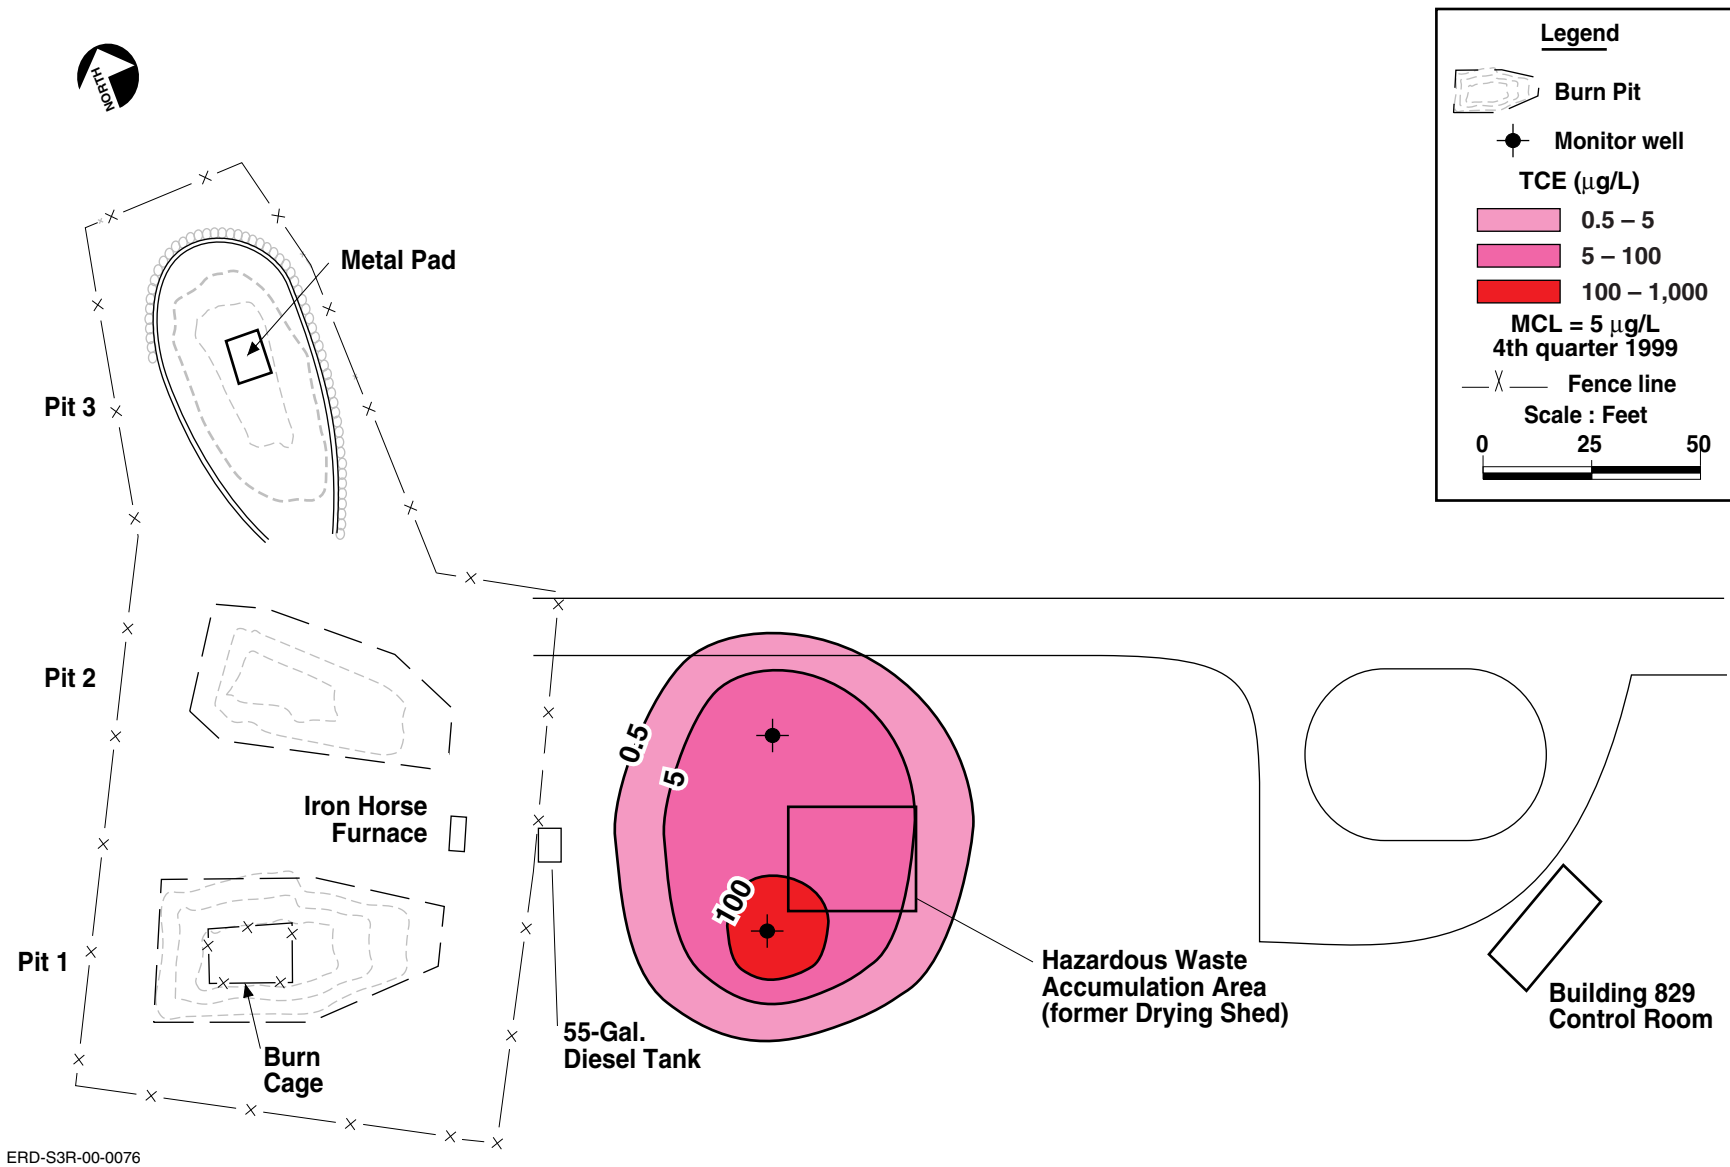 NORTH
Legend
Burn Pit
Monitor well
TCE (μg/L)
0.5 – 5
5 – 100
100 – 1,000
MCL = 5 μg/L
4th quarter 1999
Fence line
Scale : Feet
0 25 50
Metal Pad
Pit 3
Pit 2
Iron Horse
Furnace
Pit 1
Burn
Cage
55-Gal.
Diesel Tank
0.5
5
100
Hazardous Waste
Accumulation Area
(former Drying Shed)
Building 829
Control Room
ERD-S3R-00-0076